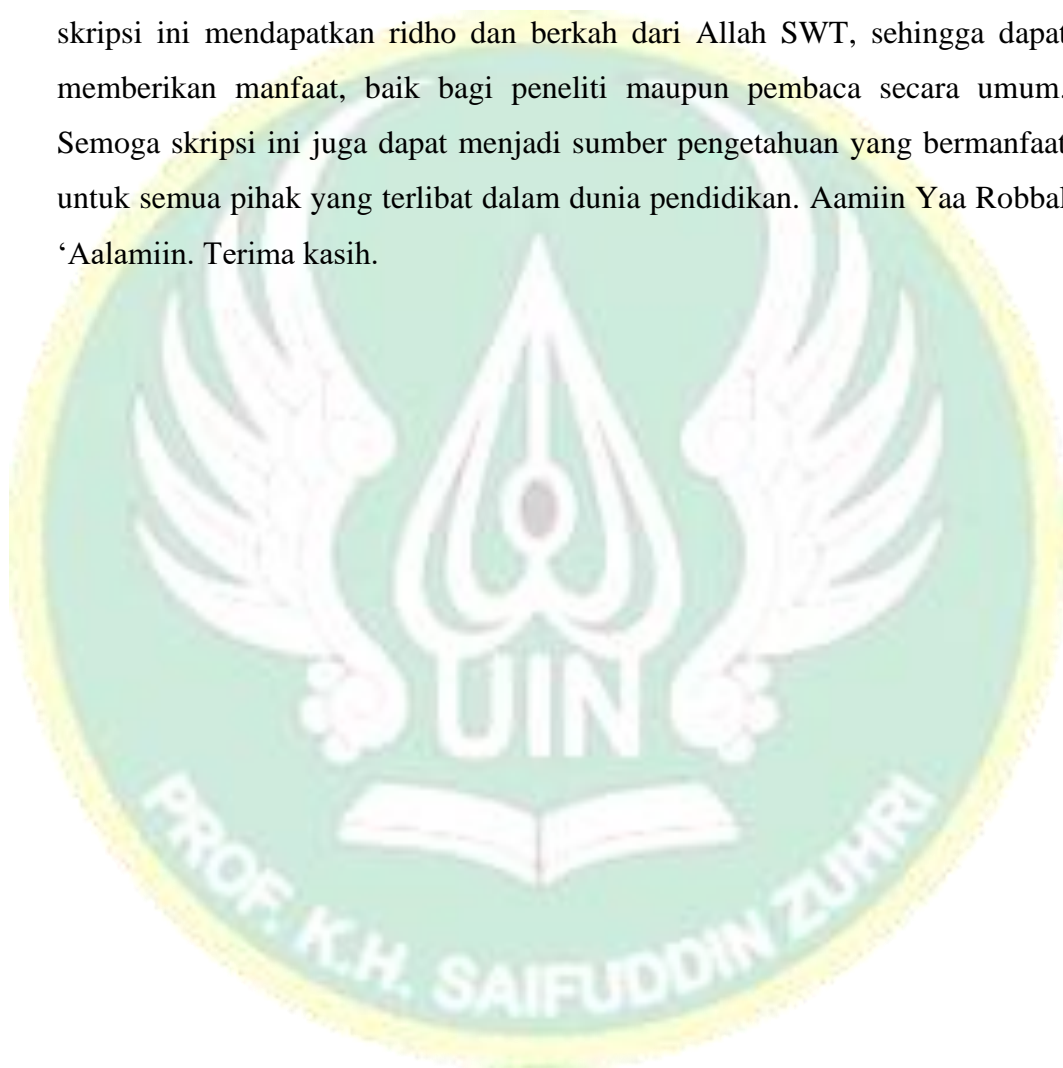 skripsi ini mendapatkan ridho dan berkah dari Allah SWT, sehingga dapat
memberikan manfaat, baik bagi peneliti maupun pembaca secara umum.
Semoga skripsi ini juga dapat menjadi sumber pengetahuan yang bermanfaat
untuk semua pihak yang terlibat dalam dunia pendidikan. Aamiin Yaa Robbal
‘Aalamiin. Terima kasih.
UIN
PROF. K.H. SAIFUDDIN ZUHRI